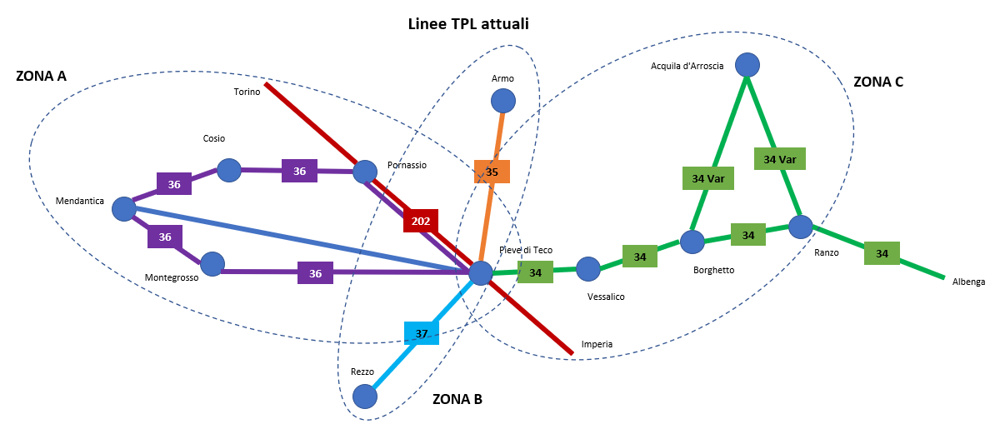 Linee TPL attuali
ZONA A
Torino
Armo
Acquila d'Arroscia
ZONA C
Cosio
36
Pornassio
35
34 Var
34 Var
36
Mendantica
202
36
Montegrosso
36
Pieve di Teco
34
34
34
Ranzo
34
Borghetto
Albenga
Vessalico
37
Imperia
Rezzo
ZONA B